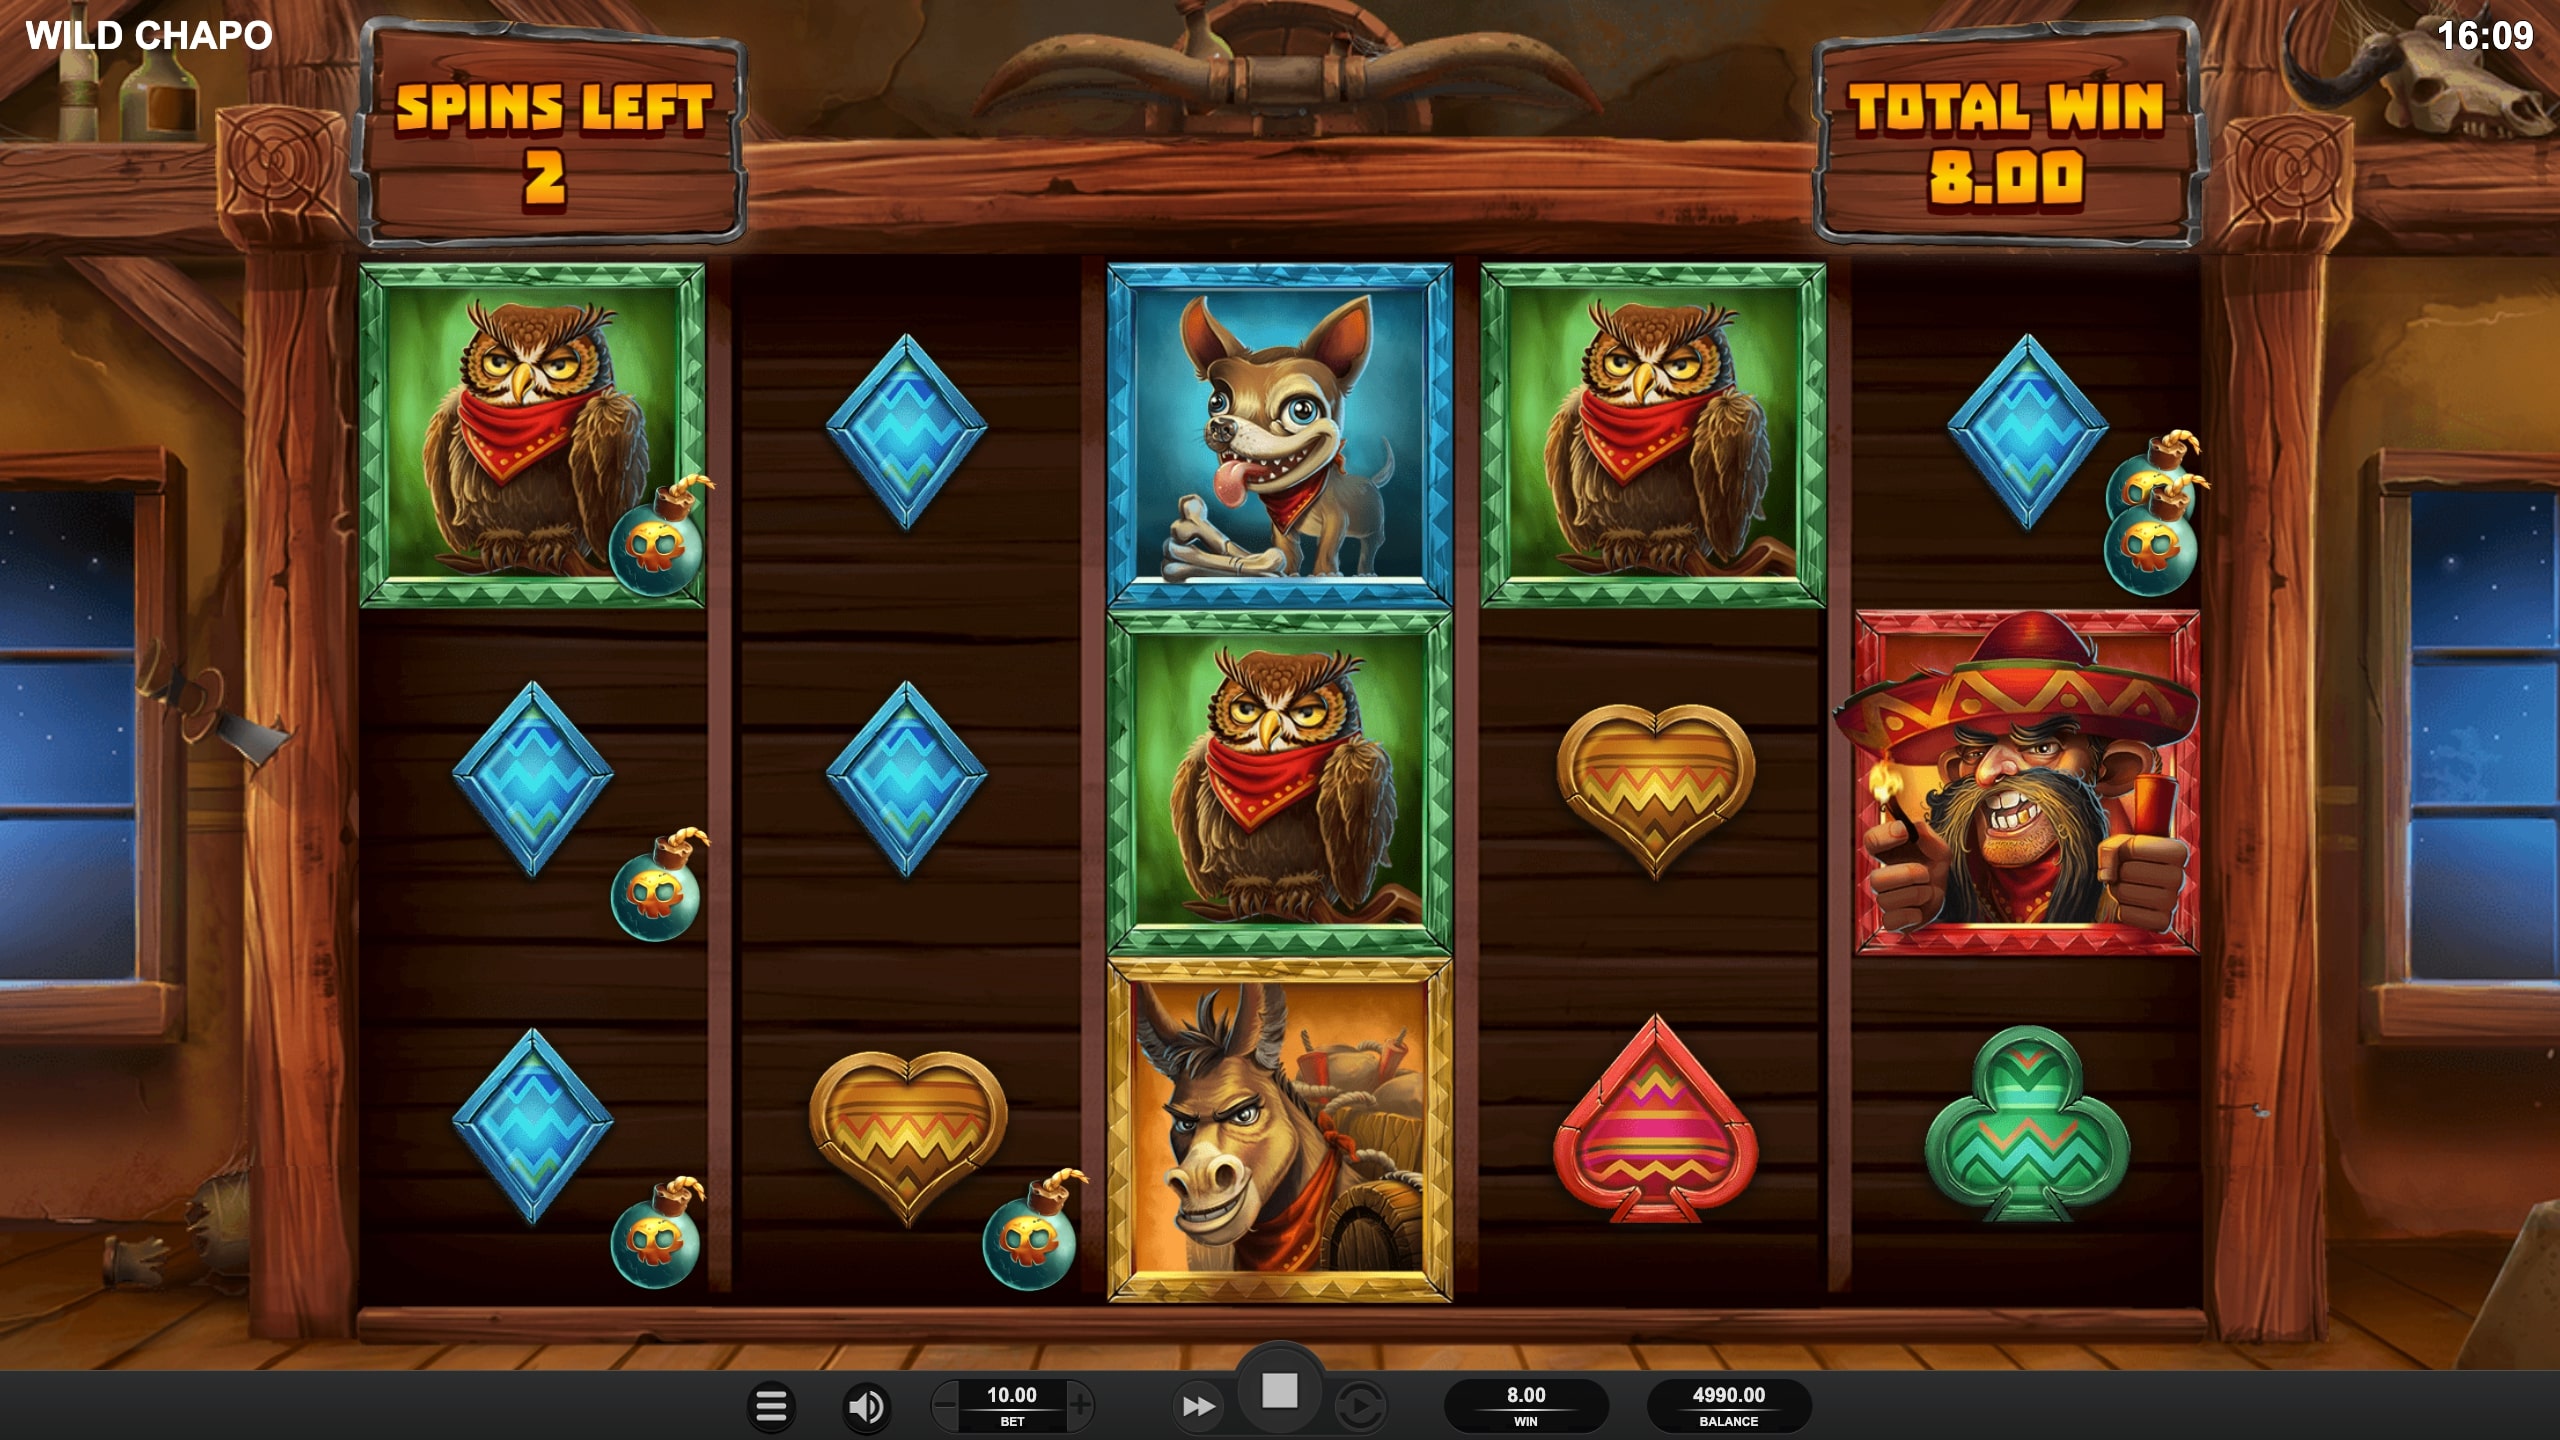 WILD CHAPO
16:09
SPINS LEFT
2
TOTAL WIN
8.00
10.00
BET
8.00
WIN
4990.00
BALANCE